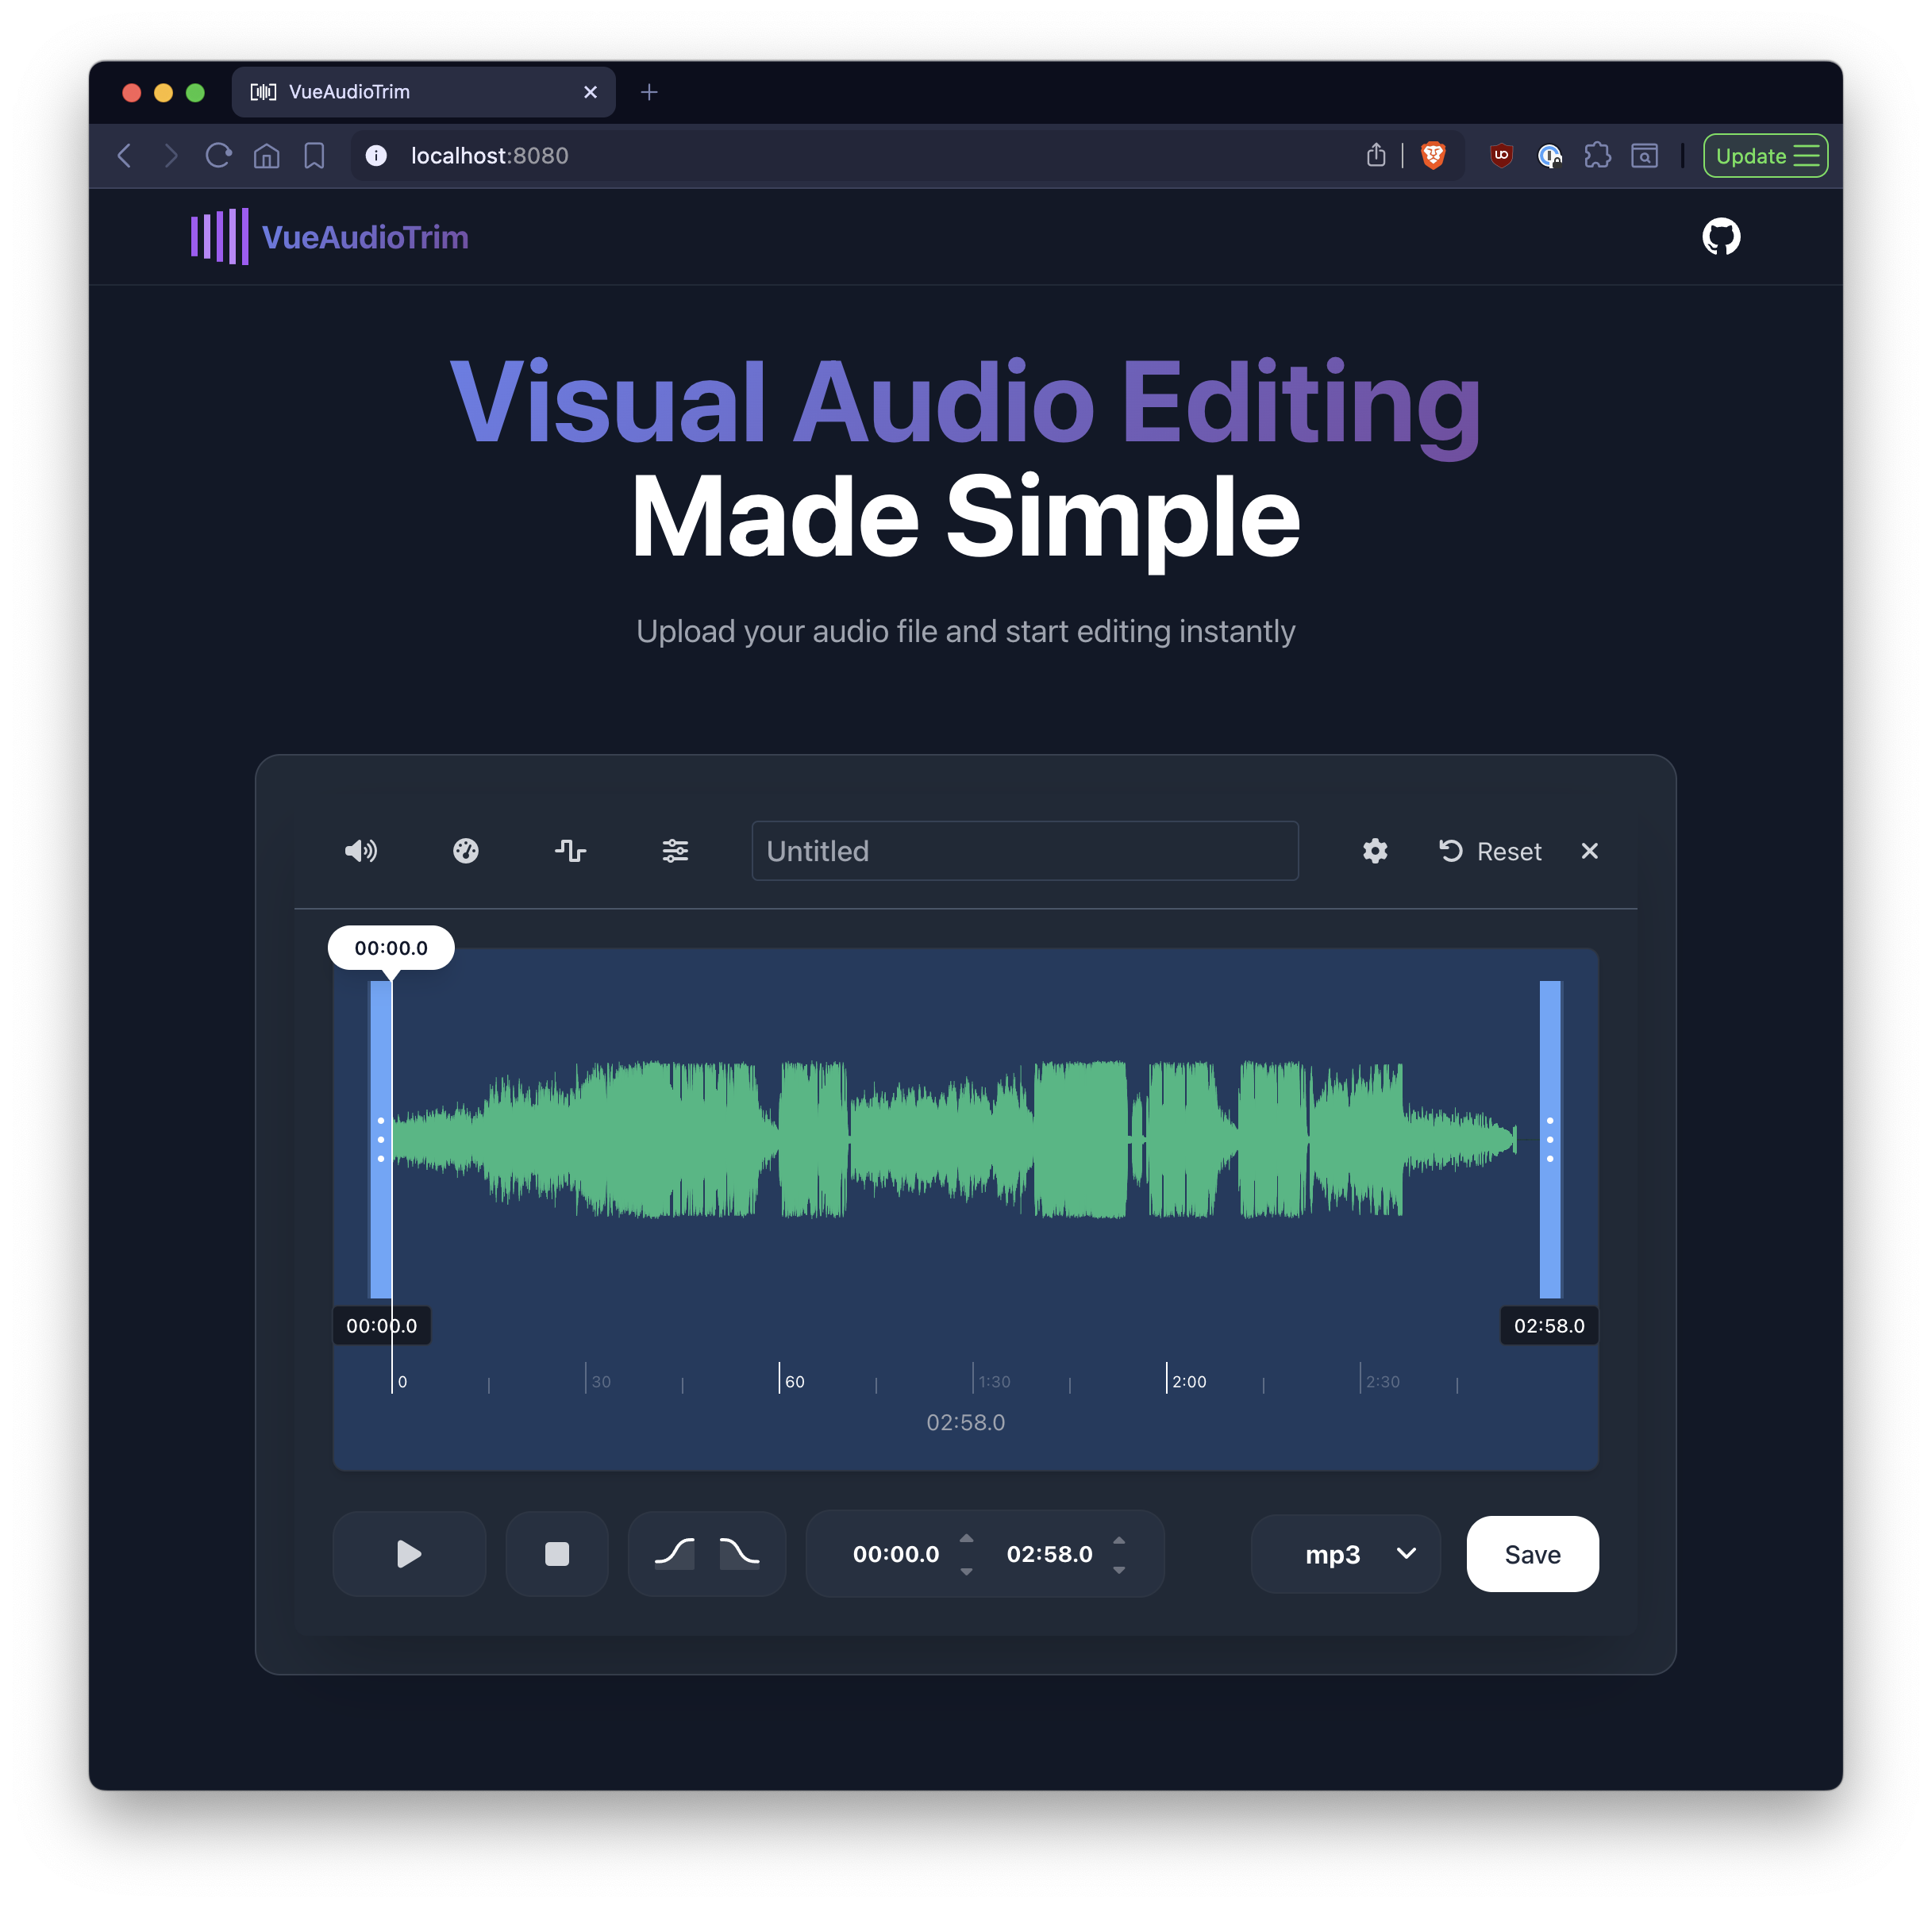 VueAudioTrim
localhost:8080
Update
VueAudioTrim
Visual Audio Editing
Made Simple
Upload your audio file and start editing instantly
Untitled
Reset
00:00.0
00:00.0
02:58.0
0 30 60 1:30 2:00 2:30
02:58.0
00:00.0 02:58.0 mp3 Save